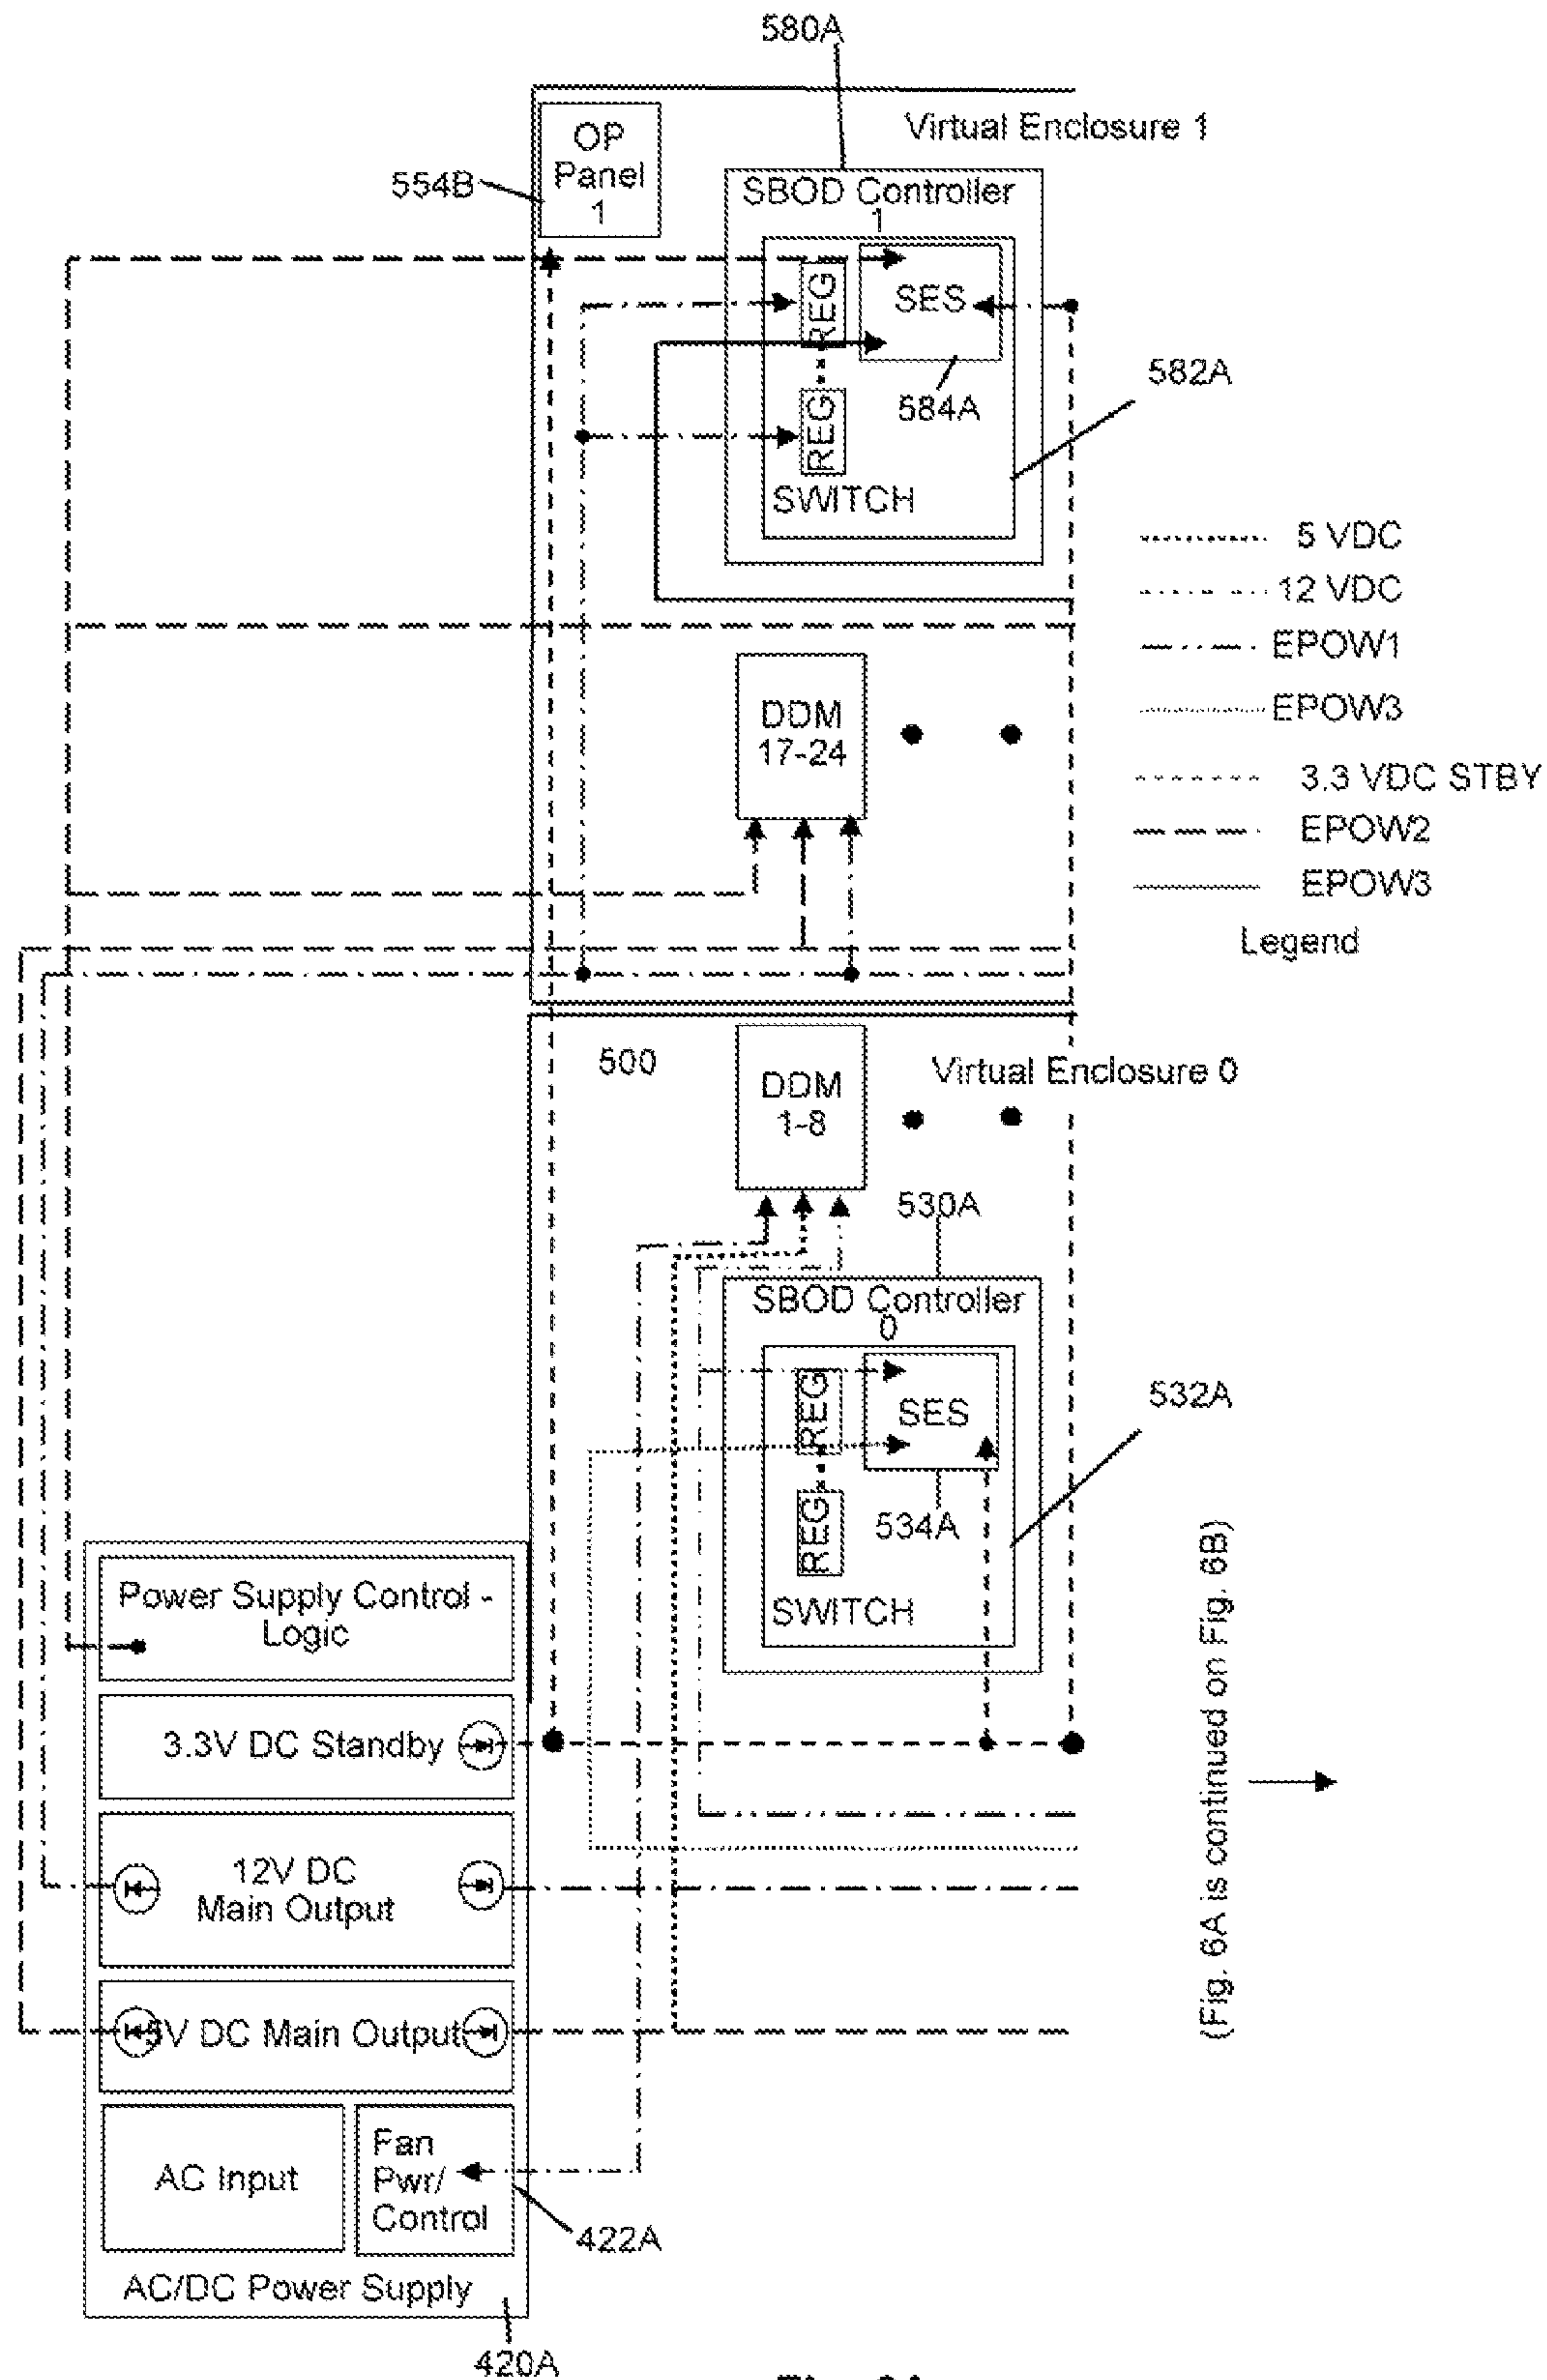 580A
Virtual Enclosure 1
OP
Panel
1
554B
SBOD Controller
1
REG
SES
582A
584A
REG
SWITCH
5 VDC
12 VDC
EPOW1
EPOW3
3.3 VDC STBY
EPOW2
EPOW3
Legend
DDM
17-24
500
DDM
1-8
Virtual Enclosure 0
530A
SBOD Controller
0
REG
SES
532A
534A
REG
SWITCH
Power Supply Control -
Logic
3.3V DC Standby
12V DC
Main Output
5V DC Main Output
AC Input
Fan
Pwr/
Control
422A
AC/DC Power Supply
420A
(Fig. 6A is continued on Fig. 6B)